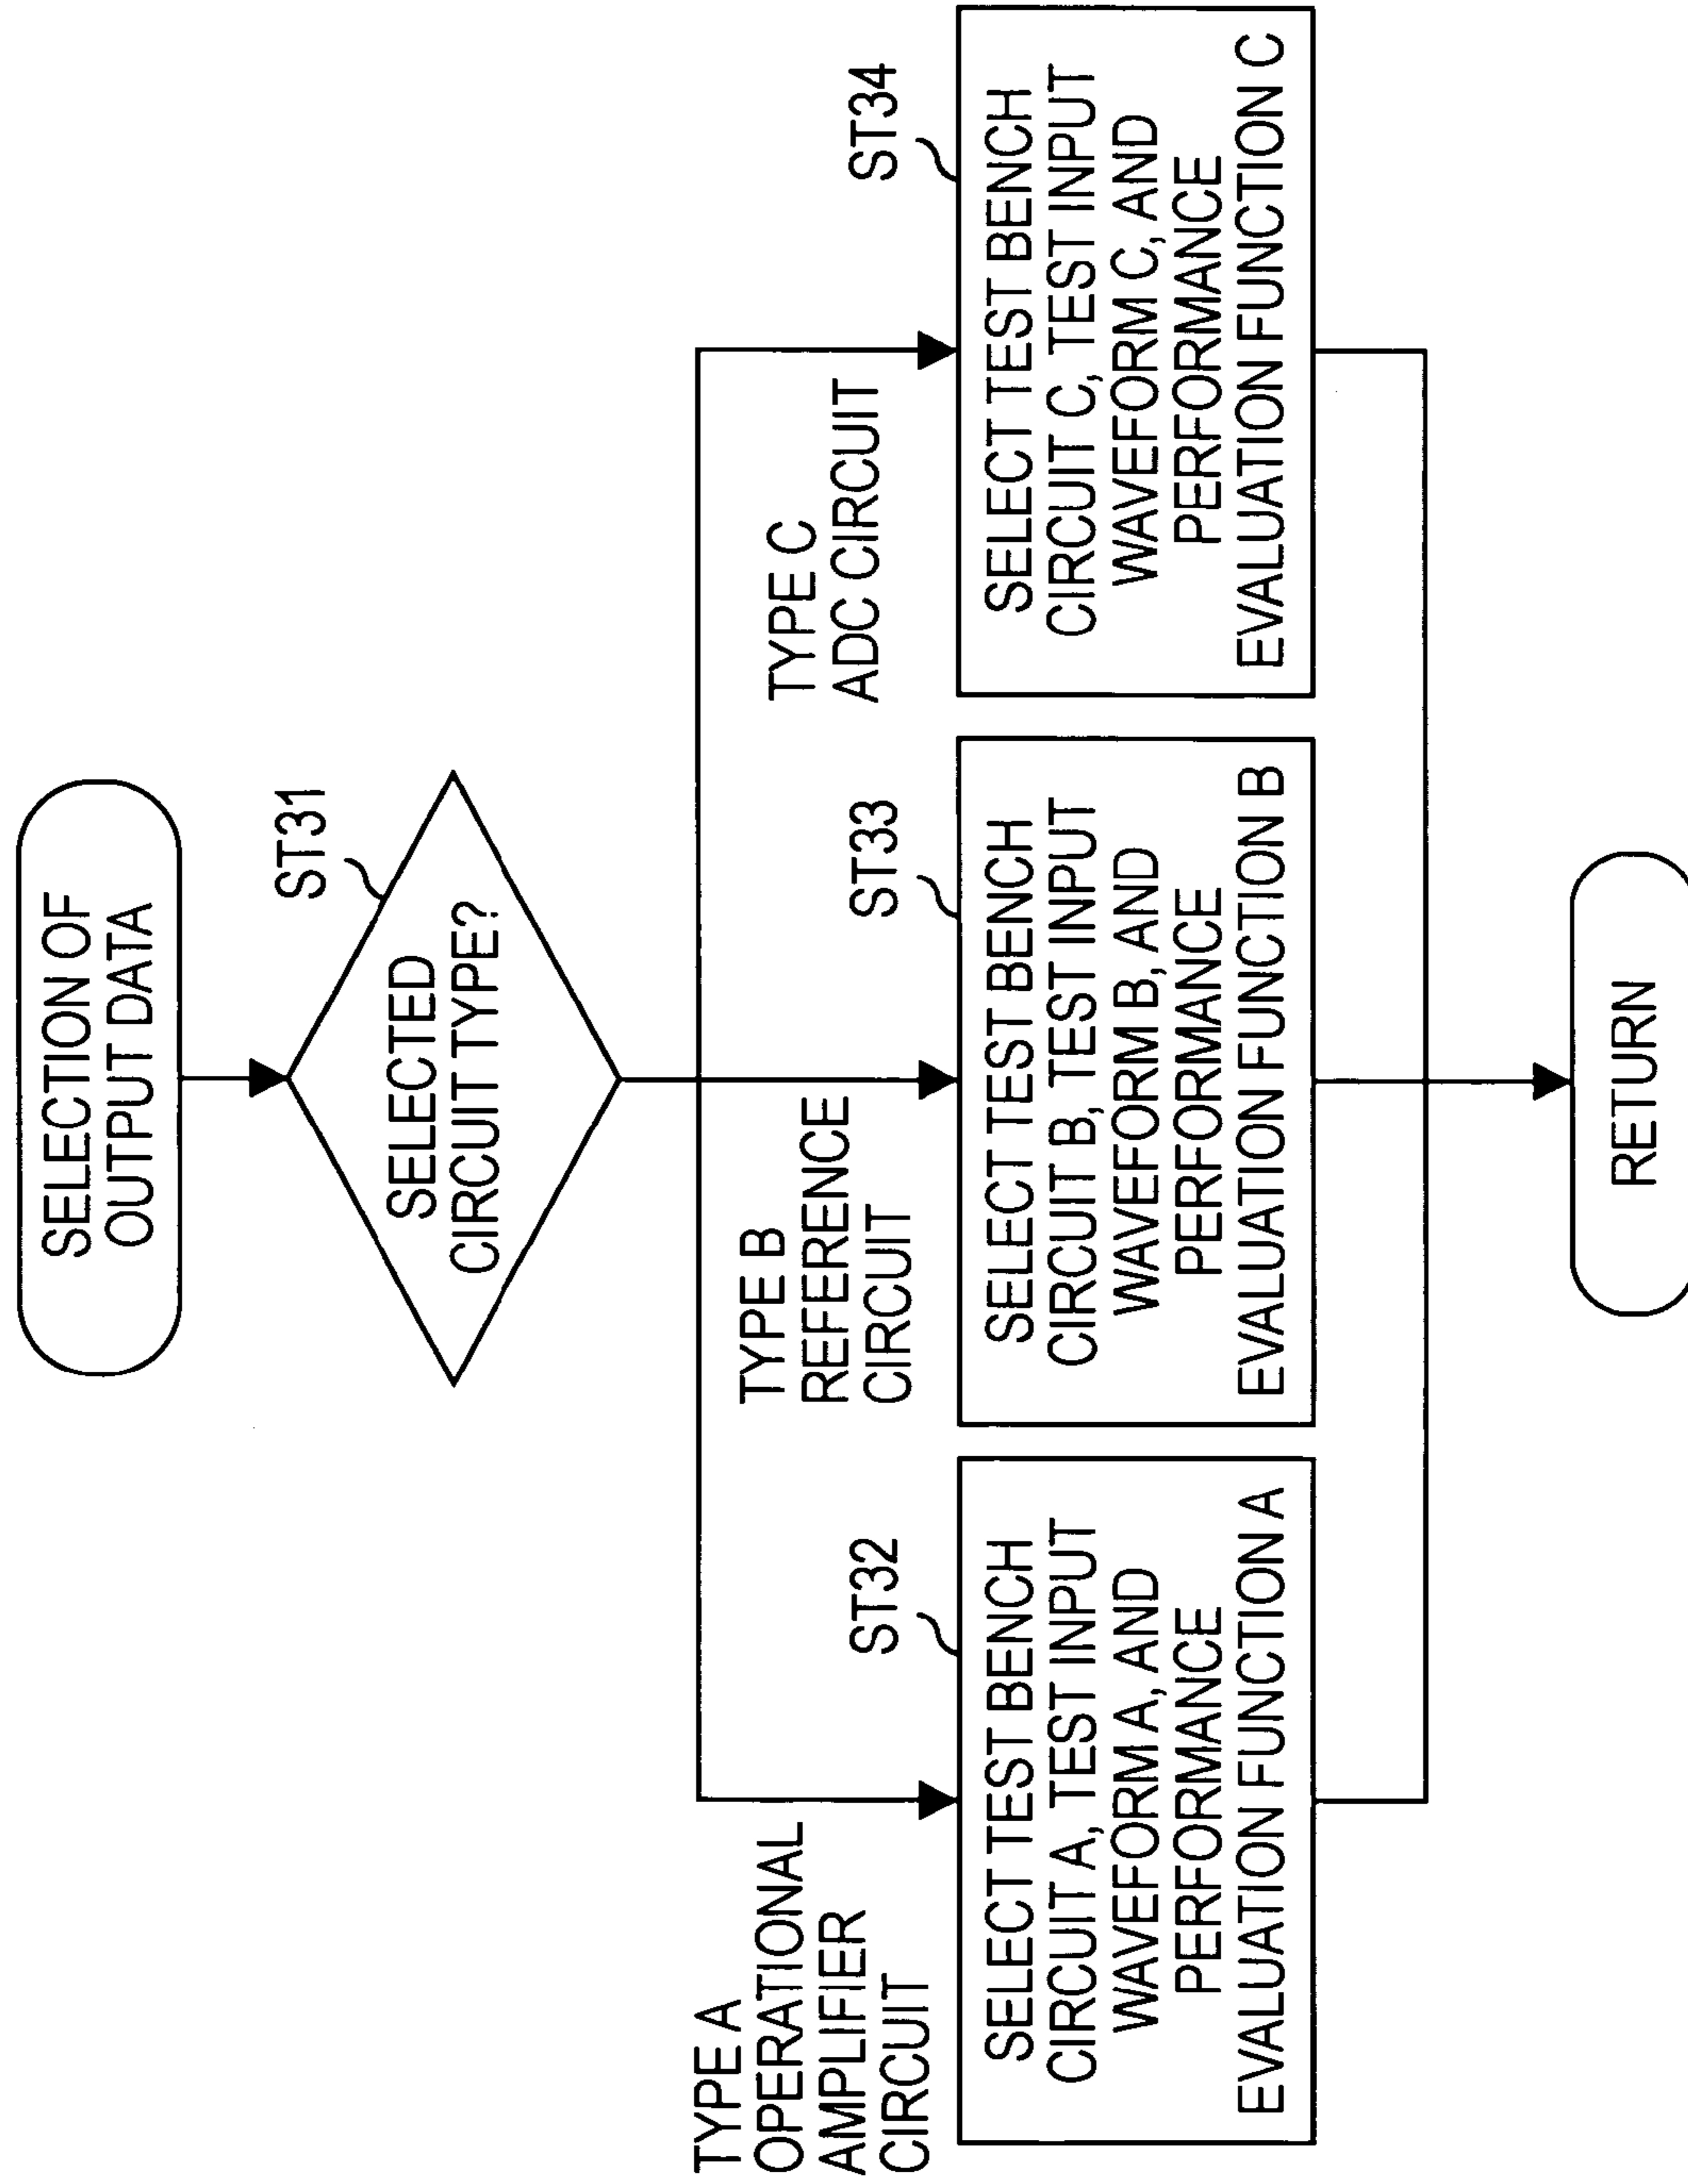 SELECTION OF
OUTPUT DATA
ST31
SELECTED
CIRCUIT TYPE?
TYPE A
OPERATIONAL
AMPLIFIER
CIRCUIT
TYPE B
REFERENCE
CIRCUIT
TYPE C
ADC CIRCUIT
ST32
SELECT TEST BENCH
CIRCUIT A, TEST INPUT
WAVEFORM A, AND
PERFORMANCE
EVALUATION FUNCTION A
ST33
SELECT TEST BENCH
CIRCUIT B, TEST INPUT
WAVEFORM B, AND
PERFORMANCE
EVALUATION FUNCTION B
ST34
SELECT TEST BENCH
CIRCUIT C, TEST INPUT
WAVEFORM C, AND
PERFORMANCE
EVALUATION FUNCTION C
RETURN